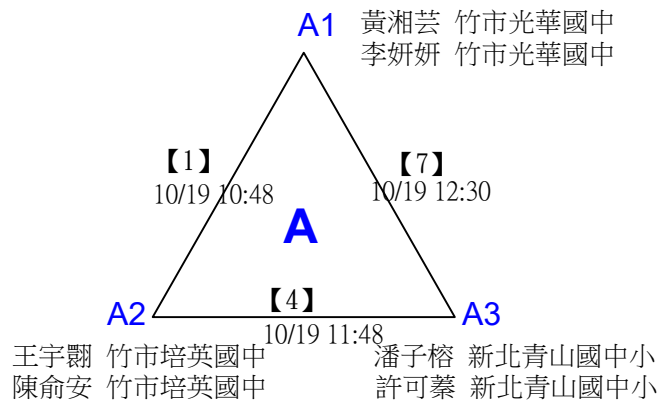 A1 黃湘芸 竹市光華國中
李妍妍 竹市光華國中
【1】
10/19 10:48
【7】
10/19 12:30
A
【4】
10/19 11:48
A2
王宇翾 竹市培英國中
陳俞安 竹市培英國中
A3
潘子榕 新北青山國中小
許可蓁 新北青山國中小